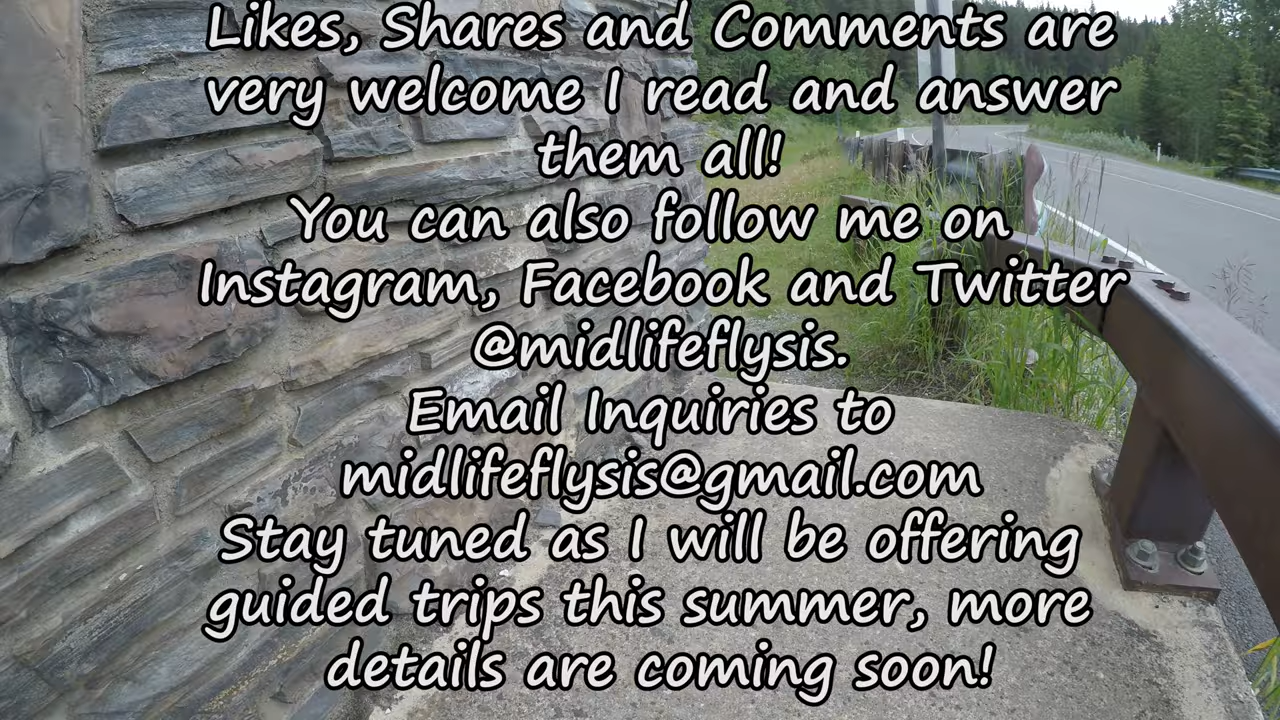 Likes, Shares and Comments are
very welcome I read and answer
them all!
You can also follow me on
Instagram, Facebook and Twitter
@midlifeflysis.
Email Inquiries to
midlifeflysis@gmail.com
Stay tuned as I will be offering
guided trips this summer, more
details are coming soon!